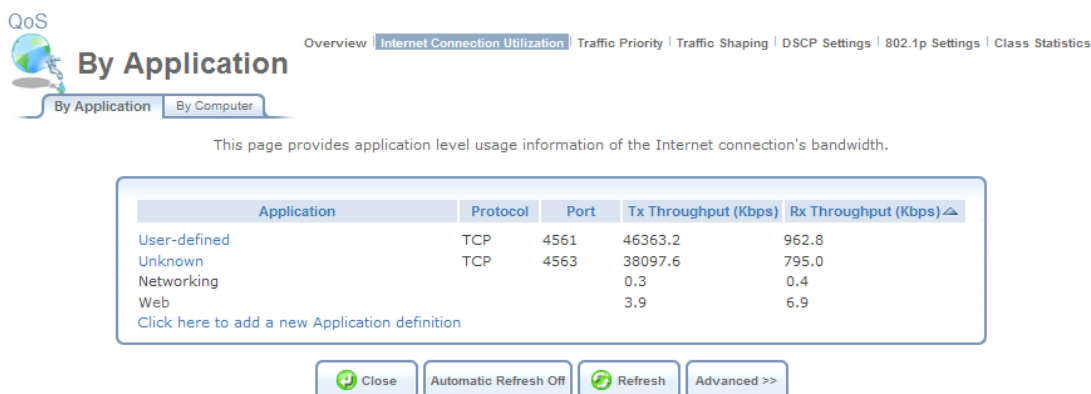 QoS
By Application
Overview | Internet Connection Utilization | Traffic Priority | Traffic Shaping | DSCP Settings | 802.1p Settings | Class Statistics
By Application By Computer
This page provides application level usage information of the Internet connection's bandwidth.
Application Protocol Port Tx Throughput (Kbps) Rx Throughput (Kbps)
User-defined TCP 4561 46363.2 962.8
Unknown TCP 4563 38097.6 795.0
Networking 0.3 0.4
Web 3.9 6.9
Click here to add a new Application definition
Close Automatic Refresh Off Refresh Advanced >>